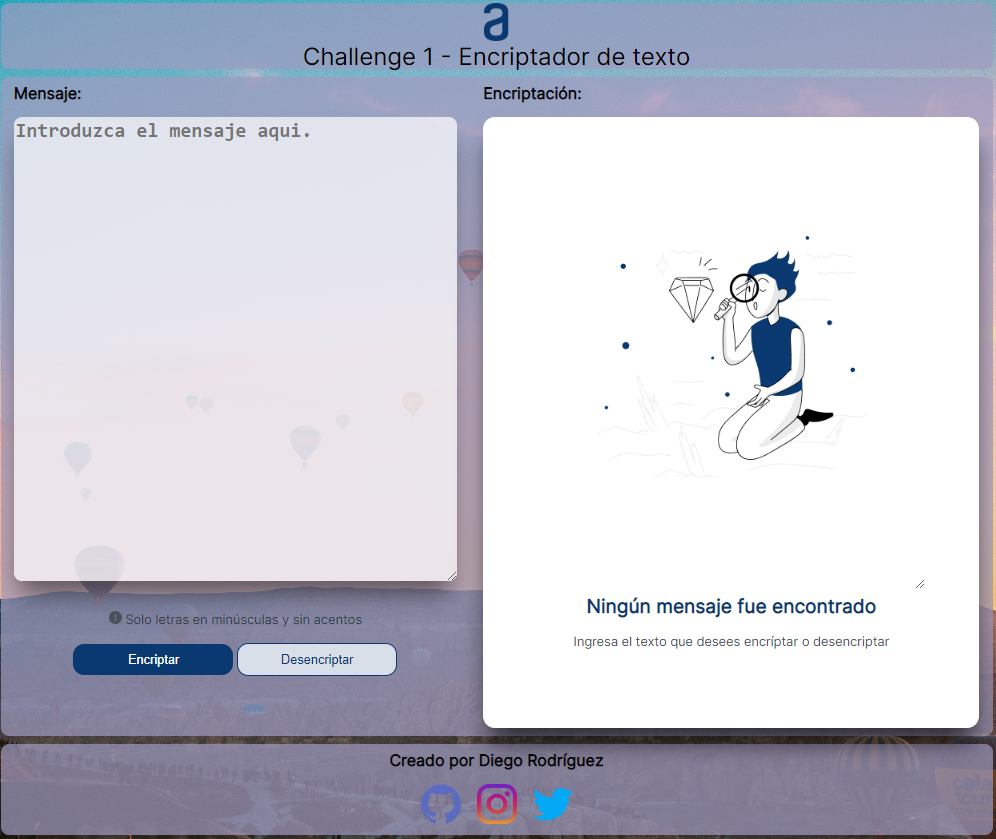 a
Challenge 1 - Encriptador de texto
Mensaje:
Encriptación:
Introduzca el mensaje aqui.
Ningún mensaje fue encontrado
Ingresa el texto que desees encríptar o desencriptar
Solo letras en minúsculas y sin acentos
Encriptar
Desencriptar
Creado por Diego Rodríguez